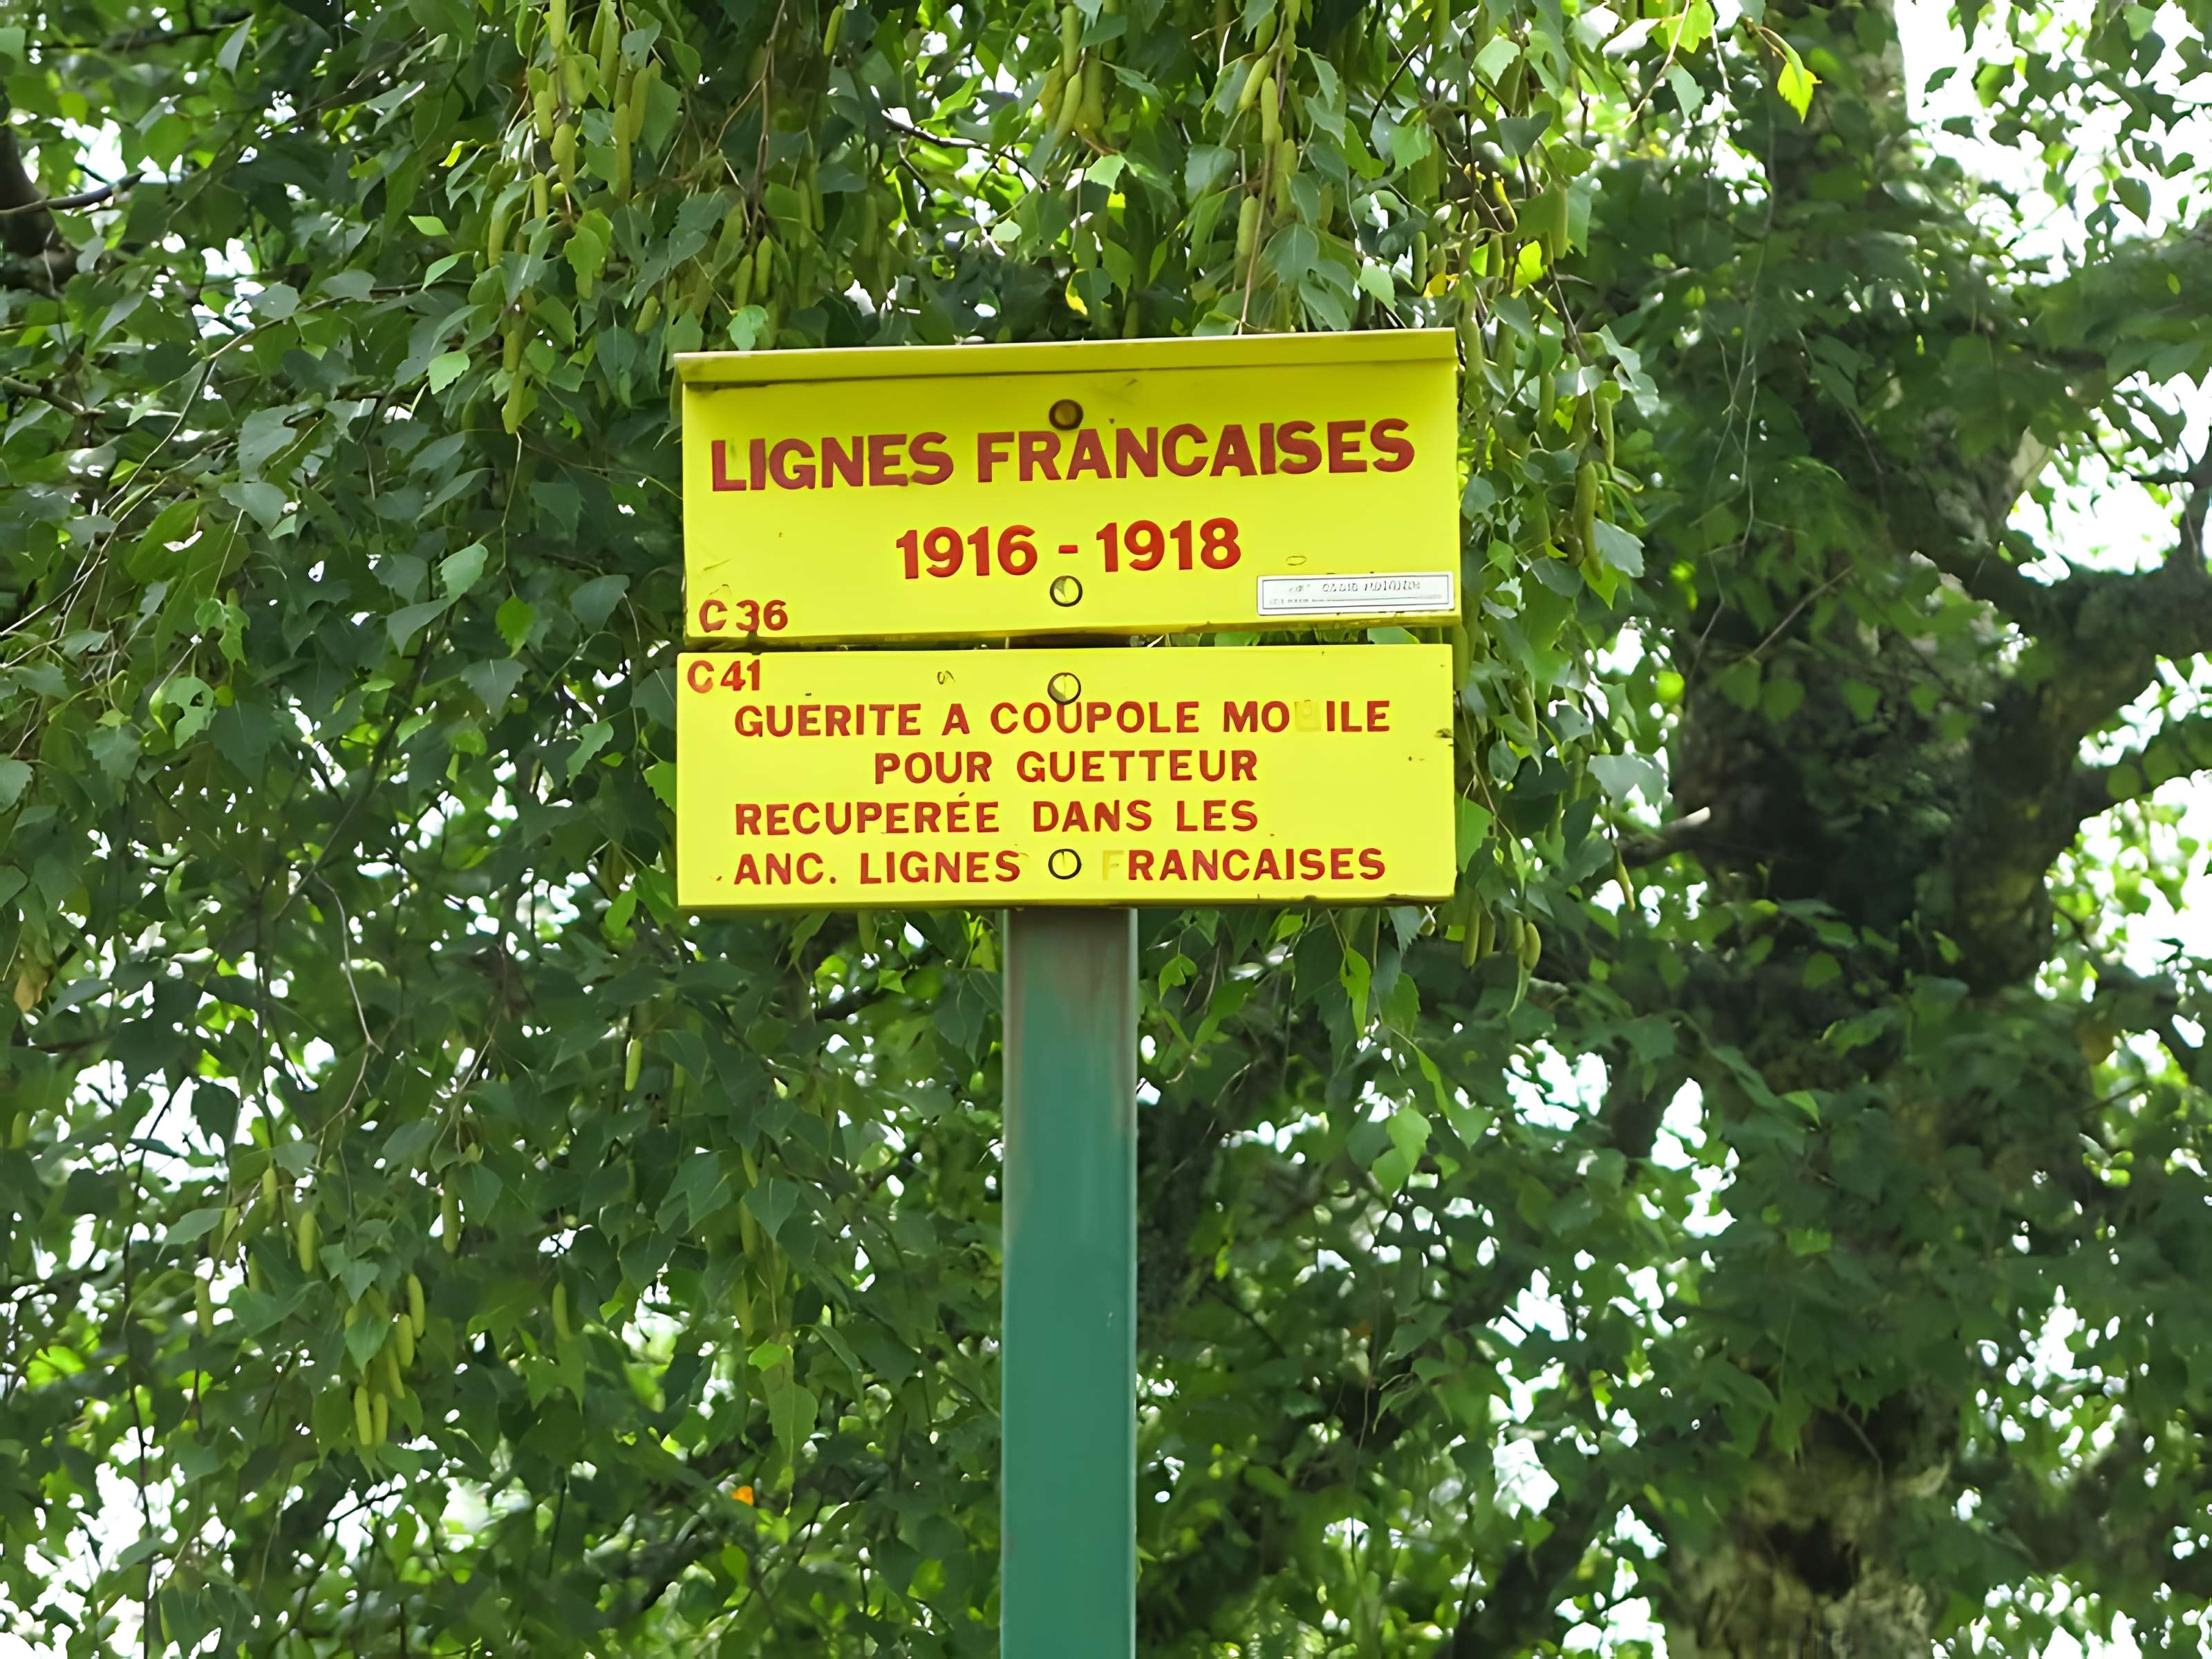 LIGNES FRANCAISES
1916 - 1918
C 36
C 41
GUERITE A COUPOLE MOBILE
POUR GUETTEUR
RECUPERÉE DANS LES
ANC. LIGNES FRANCAISES